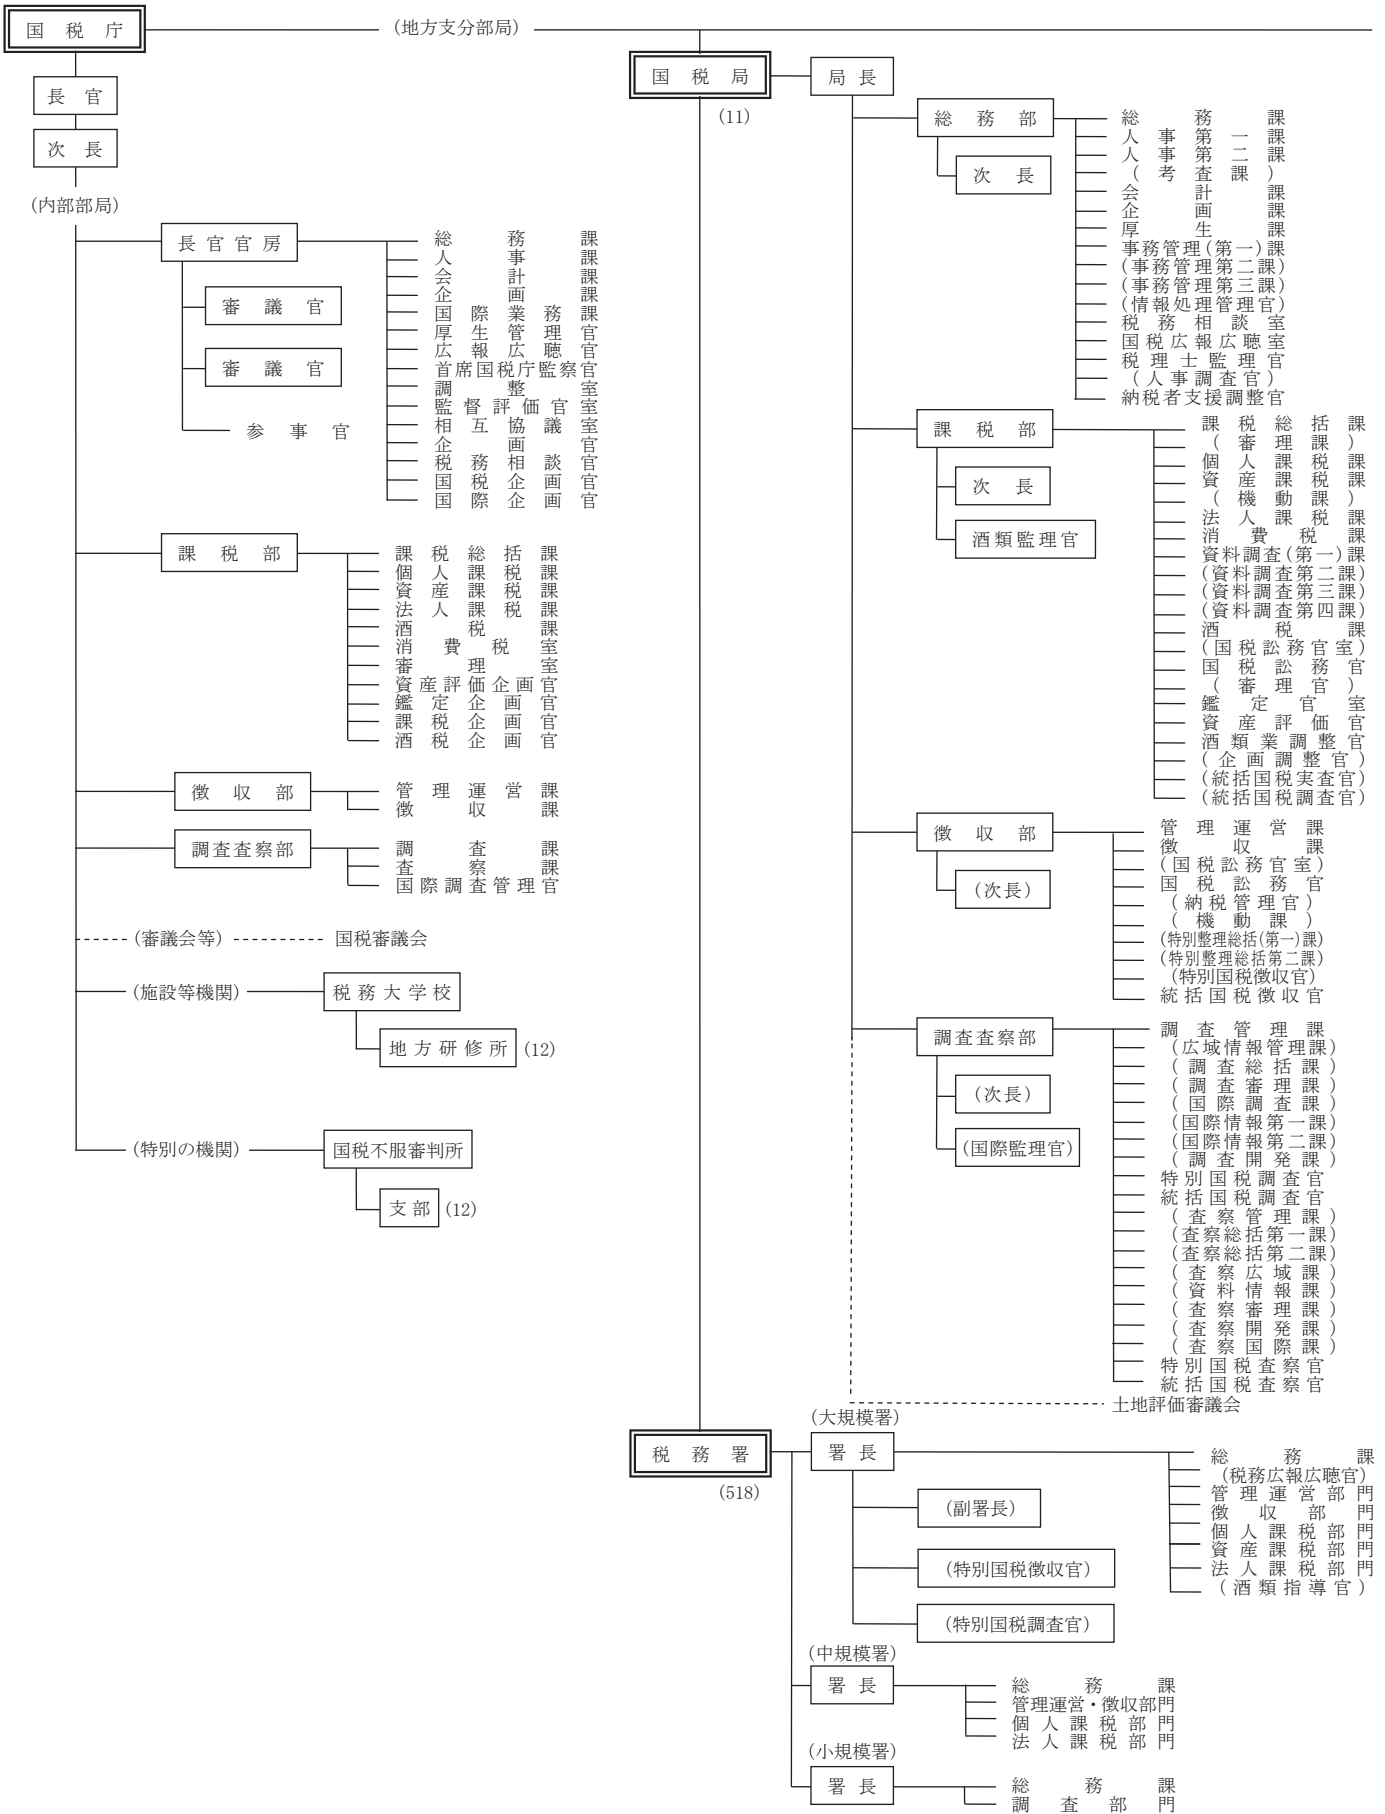 国税庁
長官
次長
(内部部局)
長官官房
審議官
審議官
参事官
総務課
人事課
会計課
企画課
国際業務課
厚生管理官
広報広聴官
首席国税庁監察官
調整室
監督評価官室
相互協議室
企画官
税務相談官
国税企画官
国際企画官
課税部
課税総括課
個人課税課
資産課税課
法人課税課
酒税課
消費税室
審理室
資産評価企画官
鑑定企画官
課税企画官
酒税企画官
徴収部
管理運営課
徴収課
調査査察部
調査課
査察課
国際調査管理官
(審議会等)
国税審議会
(施設等機関)
税務大学校
地方研修所 (12)
(特別の機関)
国税不服審判所
支部 (12)
(地方支分部局)
国税局
(11)
局長
総務部
次長
総務課
人事第一課
人事第二課
(考査課)
会計課
企画課
厚生課
事務管理(第一)課
(事務管理第二課)
(事務管理第三課)
(情報処理管理官)
税務相談室
国税広報広聴室
税理士監理官
(人事調査官)
納税者支援調整官
課税部
次長
酒類監理官
課税総括課
(審理課)
個人課税課
資産課税課
(機動課)
法人課税課
消費税課
資料調査(第一)課
(資料調査第二課)
(資料調査第三課)
(資料調査第四課)
酒税課
(国税訟務官室)
国税訟務官
(審理官)
鑑定官室
資産評価官
酒類業調整官
(企画調整官)
(統括国税実査官)
(統括国税調査官)
徴収部
(次長)
管理運営課
徴収課
(国税訟務官室)
国税訟務官
(納税管理官)
(機動課)
(特別整理総括(第一)課)
(特別整理総括第二課)
(特別国税徴収官)
統括国税徴収官
調査査察部
(次長)
(国際監理官)
調査管理課
(広域情報管理課)
(調査総括課)
(調査審理課)
(国際調査課)
(国際情報第一課)
(国際情報第二課)
(調査開発課)
特別国税調査官
統括国税調査官
(査察管理課)
(査察総括第一課)
(査察総括第二課)
(査察広域課)
(資料情報課)
(査察審理課)
(査察開発課)
(査察国際課)
特別国税査察官
統括国税査察官
土地評価審議会
税務署
(518)
(大規模署)
署長
(副署長)
(特別国税徴収官)
(特別国税調査官)
総務課
(税務広報広聴官)
管理運営部門
徴収部門
個人課税部門
資産課税部門
法人課税部門
(酒類指導官)
(中規模署)
署長
総務課
管理運営・徴収部門
個人課税部門
法人課税部門
(小規模署)
署長
総務課
調査部門